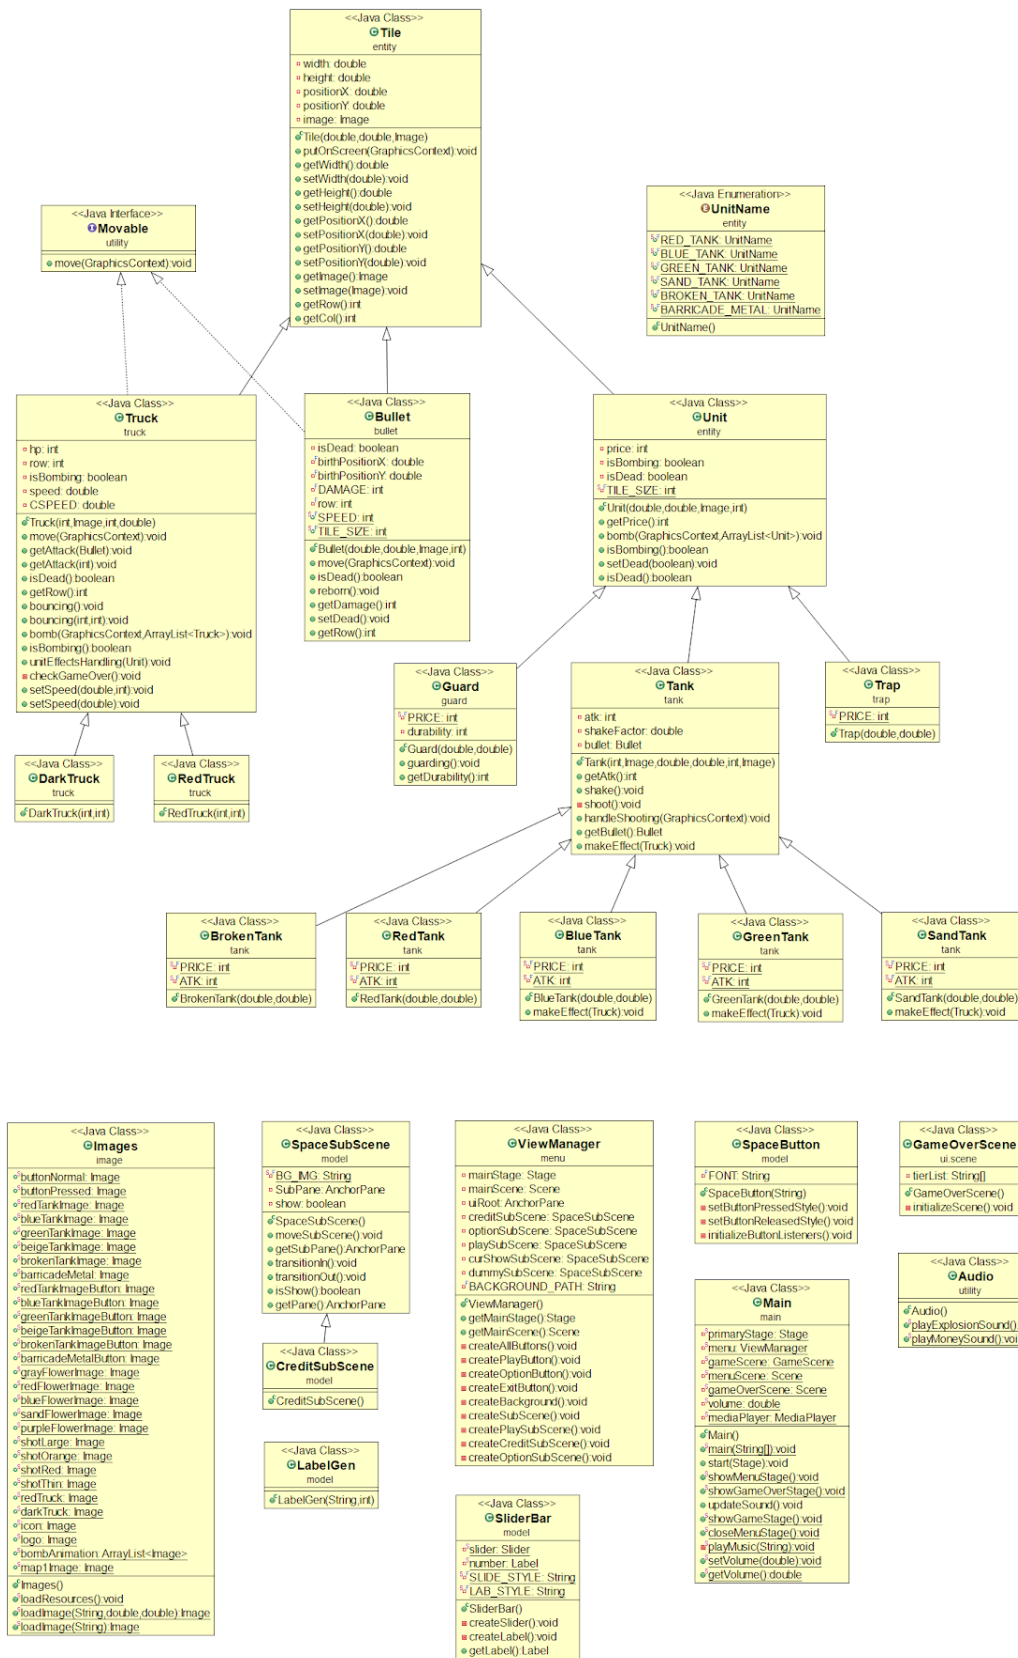 <<Java Class>>
Tile
entity
width: double
height: double
positionX: double
positionY: double
image: Image
Tile(double,double,Image)
putOnScreen(GraphicsContext):void
getWidth():double
setWidth(double):void
getHeight():double
setHeight(double):void
getPositionX():double
setPositionX(double):void
getPositionY():double
setPositionY(double):void
getImage():Image
setImage(Image):void
getRow():int
getCol():int
<<Java Interface>>
Movable
utility
move(GraphicsContext):void
<<Java Enumeration>>
UnitName
entity
RED_TANK: UnitName
BLUE_TANK: UnitName
GREEN_TANK: UnitName
SAND_TANK: UnitName
BROKEN_TANK: UnitName
BARRICADE_METAL: UnitName
UnitName()
<<Java Class>>
Truck
truck
hp: int
row: int
isBombing: boolean
speed: double
CSPEED: double
Truck(int,Image,int,double)
move(GraphicsContext):void
getAttack(Bullet):void
getAttack(int):void
isDead():boolean
getRow():int
bouncing():void
bouncing(int,int):void
bomb(GraphicsContext,ArrayList<Truck>):void
isBombing():boolean
unitEffectsHandling(Unit):void
checkGameOver():void
setSpeed(double,int):void
setSpeed(double):void
<<Java Class>>
Bullet
bullet
isDead: boolean
birthPositionX: double
birthPositionY: double
DAMAGE: int
row: int
SPEED: int
TILE_SIZE: int
Bullet(double,double,Image,int)
move(GraphicsContext):void
isDead():boolean
reborn():void
getDamage():int
setDead():void
getRow():int
<<Java Class>>
Unit
entity
price: int
isBombing: boolean
isDead: boolean
TILE_SIZE: int
Unit(double,double,Image,int)
getPrice():int
bomb(GraphicsContext,ArrayList<Unit>):void
isBombing():boolean
setDead(boolean):void
isDead():boolean
<<Java Class>>
Guard
guard
PRICE: int
durability: int
Guard(double,double)
guarding():void
getDurability():int
<<Java Class>>
Tank
tank
atk: int
shakeFactor: double
bullet: Bullet
Tank(int,Image,double,double,int,Image)
getAtk():int
shake():void
shoot():void
handleShooting(GraphicsContext):void
getBullet():Bullet
makeEffect(Truck):void
<<Java Class>>
Trap
trap
PRICE: int
Trap(double,double)
<<Java Class>>
DarkTruck
truck
DarkTruck(int,int)
<<Java Class>>
RedTruck
truck
RedTruck(int,int)
<<Java Class>>
BrokenTank
tank
PRICE: int
ATK: int
BrokenTank(double,double)
<<Java Class>>
RedTank
tank
PRICE: int
ATK: int
RedTank(double,double)
<<Java Class>>
BlueTank
tank
PRICE: int
ATK: int
BlueTank(double,double)
makeEffect(Truck):void
<<Java Class>>
GreenTank
tank
PRICE: int
ATK: int
GreenTank(double,double)
makeEffect(Truck):void
<<Java Class>>
SandTank
tank
PRICE: int
ATK: int
SandTank(double,double)
makeEffect(Truck):void
<<Java Class>>
Images
image
buttonNormal: Image
buttonPressed: Image
redTankImage: Image
blueTankImage: Image
greenTankImage: Image
beigeTankImage: Image
brokenTankImage: Image
barricadeMetal: Image
redTankImageButton: Image
blueTankImageButton: Image
greenTankImageButton: Image
beigeTankImageButton: Image
brokenTankImageButton: Image
barricadeMetalButton: Image
grayFlowerImage: Image
redFlowerImage: Image
blueFlowerImage: Image
sandFlowerImage: Image
purpleFlowerImage: Image
shotLarge: Image
shotOrange: Image
shotRed: Image
shotThin: Image
redTruck: Image
darkTruck: Image
icon: Image
logo: Image
bombAnimation: ArrayList<Image>
map1Image: Image
Images()
loadResources():void
loadImage(String,double,double):Image
loadImage(String):Image
<<Java Class>>
SpaceSubScene
model
BG_IMG: String
SubPane: AnchorPane
show: boolean
SpaceSubScene()
moveSubScene():void
getSubPane():AnchorPane
transitionIn():void
transitionOut():void
isShow():boolean
getPane():AnchorPane
<<Java Class>>
CreditSubScene
model
CreditSubScene()
<<Java Class>>
LabelGen
model
LabelGen(String,int)
<<Java Class>>
ViewManager
menu
mainStage: Stage
mainScene: Scene
uiRoot: AnchorPane
creditSubScene: SpaceSubScene
optionSubScene: SpaceSubScene
playSubScene: SpaceSubScene
curShowSubScene: SpaceSubScene
dummySubScene: SpaceSubScene
BACKGROUND_PATH: String
ViewManager()
getMainStage():Stage
getMainScene():Scene
createAllButtons():void
createPlayButton():void
createOptionButton():void
createExitButton():void
createBackground():void
createSubScene():void
createPlaySubScene():void
createCreditSubScene():void
createOptionSubScene():void
<<Java Class>>
SliderBar
model
slider: Slider
number: Label
SLIDE_STYLE: String
LAB_STYLE: String
SliderBar()
createSlider():void
createLabel():void
getLabel():Label
<<Java Class>>
SpaceButton
model
FONT: String
SpaceButton(String)
setButtonPressedStyle():void
setButtonReleasedStyle():void
initializeButtonListeners():void
<<Java Class>>
Main
main
primaryStage: Stage
menu: ViewManager
gameScene: GameScene
menuScene: Scene
gameOverScene: Scene
volume: double
mediaPlayer: MediaPlayer
Main()
main(String[]):void
start(Stage):void
showMenuStage():void
showGameOverStage():void
updateSound():void
showGameStage():void
closeMenuStage():void
playMusic(String):void
setVolume(double):void
getVolume():double
<<Java Class>>
GameOverScene
ui.scene
tierList: String[]
GameOverScene()
initializeScene():void
<<Java Class>>
Audio
utility
Audio()
playExplosionSound():
playMoneySound():voi